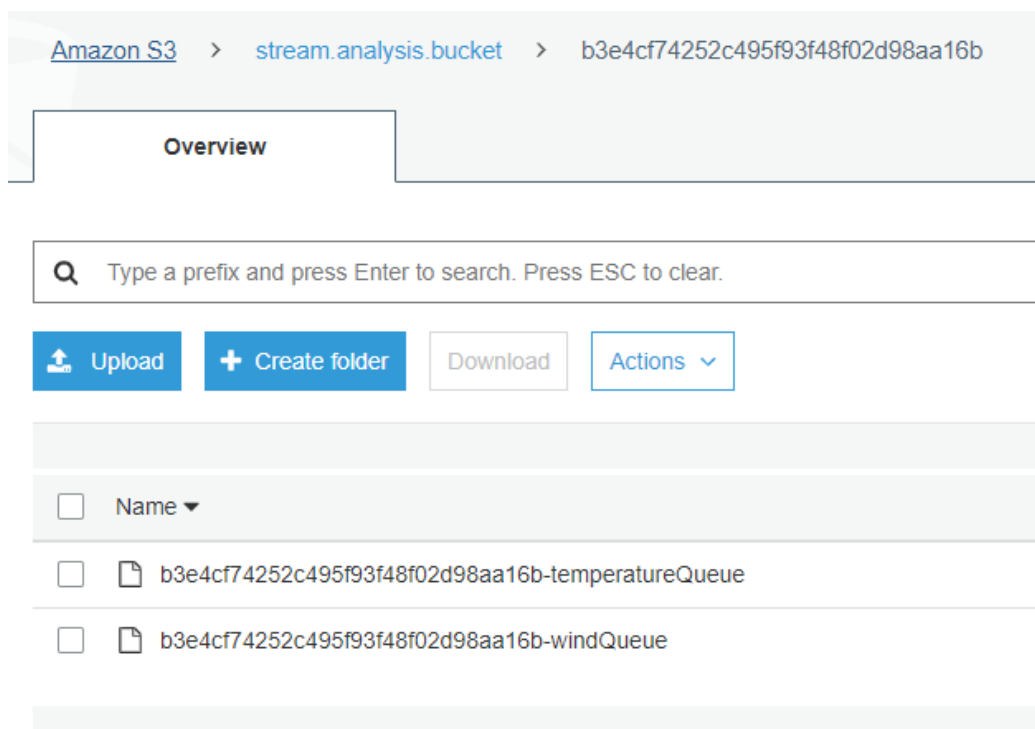 Amazon S3 > stream.analysis.bucket > b3e4cf74252c495f93f48f02d98aa16b
Overview
Type a prefix and press Enter to search. Press ESC to clear.
Upload + Create folder Download Actions
Name
b3e4cf74252c495f93f48f02d98aa16b-temperatureQueue
b3e4cf74252c495f93f48f02d98aa16b-windQueue